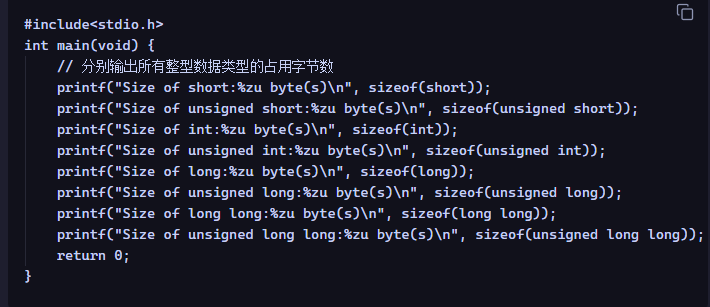 #include<stdio.h>
int main(void) {
    // 分别输出所有整型数据类型的占用字节数
    printf("Size of short:%zu byte(s)\n", sizeof(short));
    printf("Size of unsigned short:%zu byte(s)\n", sizeof(unsigned short));
    printf("Size of int:%zu byte(s)\n", sizeof(int));
    printf("Size of unsigned int:%zu byte(s)\n", sizeof(unsigned int));
    printf("Size of long:%zu byte(s)\n", sizeof(long));
    printf("Size of unsigned long:%zu byte(s)\n", sizeof(unsigned long));
    printf("Size of long long:%zu byte(s)\n", sizeof(long long));
    printf("Size of unsigned long long:%zu byte(s)\n", sizeof(unsigned long long));
    return 0;
}